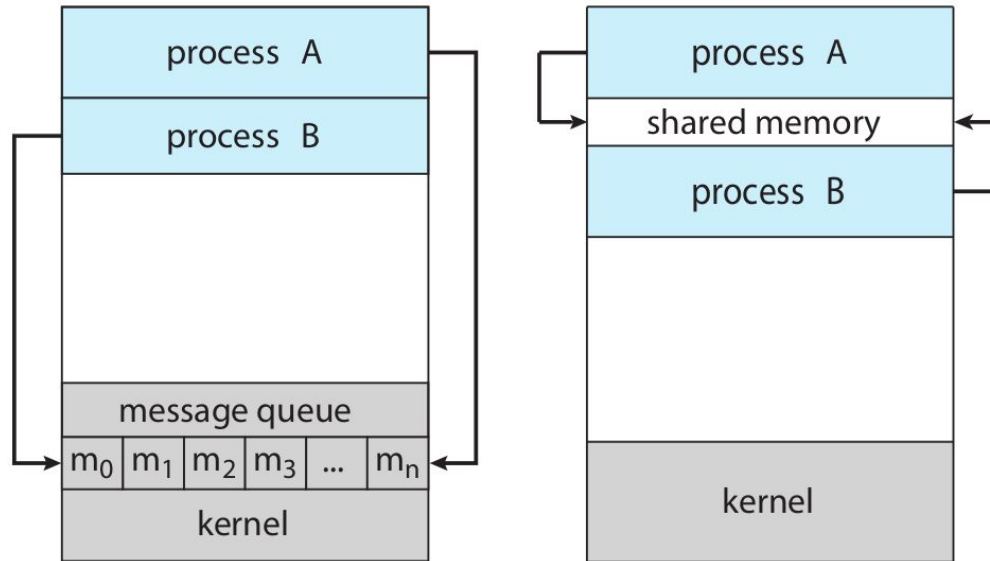 process A
process B
message queue
m₀ m₁ m₂ m₃ ... mₙ
kernel
process A
shared memory
process B
kernel